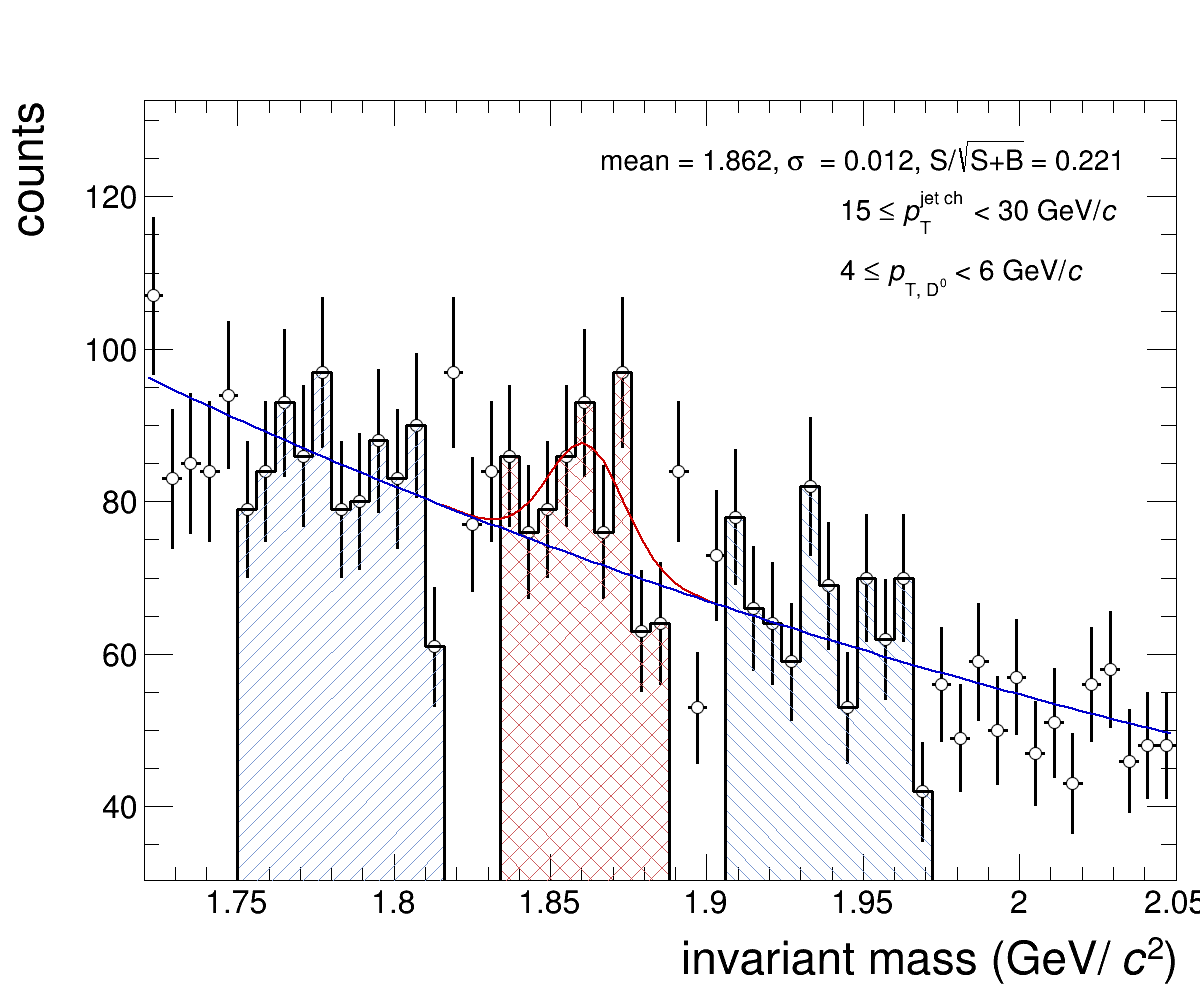 counts
mean = 1.862, σ = 0.012, S/√S+B = 0.221
15 ≤ p_T^jet ch < 30 GeV/c
4 ≤ p_T, D^0 < 6 GeV/c
120
100
80
60
40
1.75 1.8 1.85 1.9 1.95 2 2.05
invariant mass (GeV/ c²)